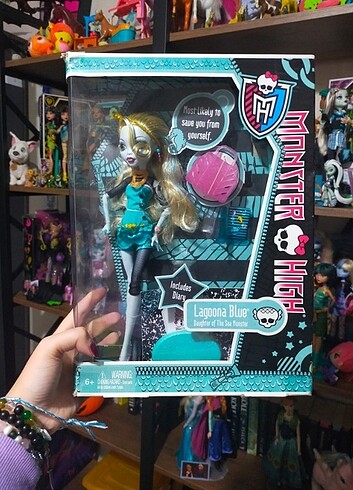 Most likely to
save you from
yourself.
MONSTER HIGH
Includes
Diary
Lagoona Blue
Daughter of The Sea Monster
6+
WARNING